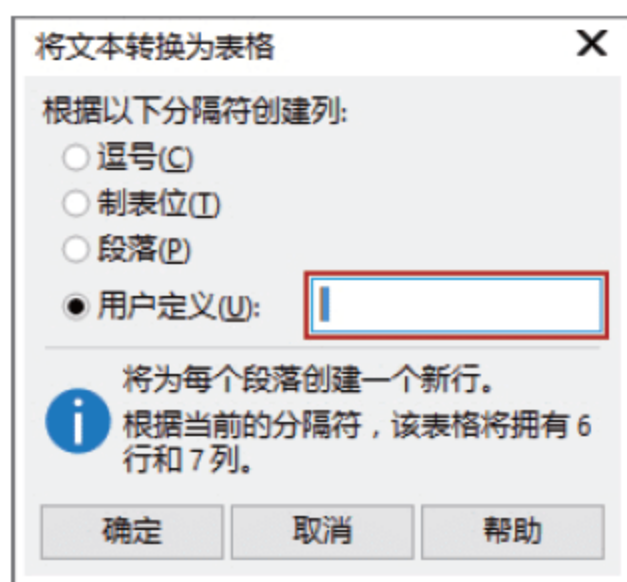 将文本转换为表格
根据以下分隔符创建列:
逗号(C)
制表位(T)
段落(P)
用户定义(U):
将为每个段落创建一个新行。
根据当前的分隔符，该表格将拥有 6
行和 7 列。
确定 取消 帮助